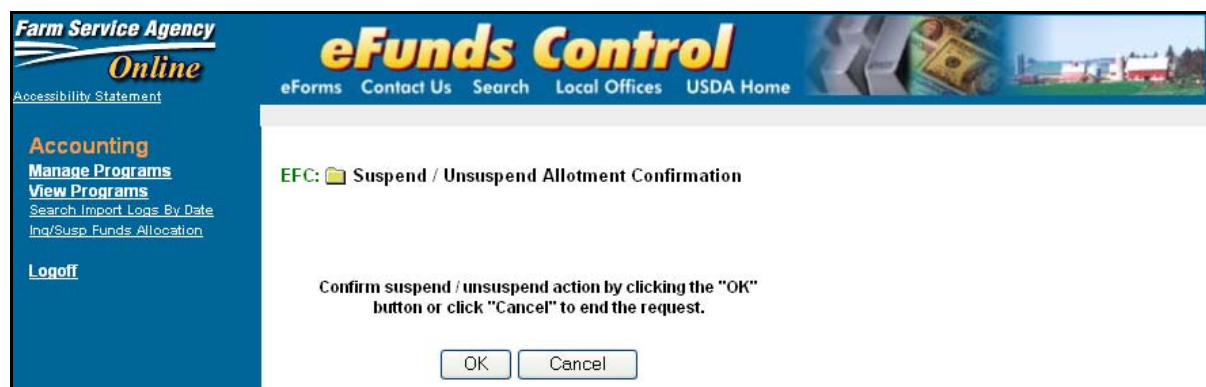 Farm Service Agency
Online
Accessibility Statement
eFunds Control
eForms Contact Us Search Local Offices USDA Home
Accounting
Manage Programs
View Programs
Search Import Logs By Date
Inq/Susp Funds Allocation
Logoff
EFC: Suspend / Unsuspend Allotment Confirmation
Confirm suspend / unsuspend action by clicking the "OK"
button or click "Cancel" to end the request.
OK Cancel